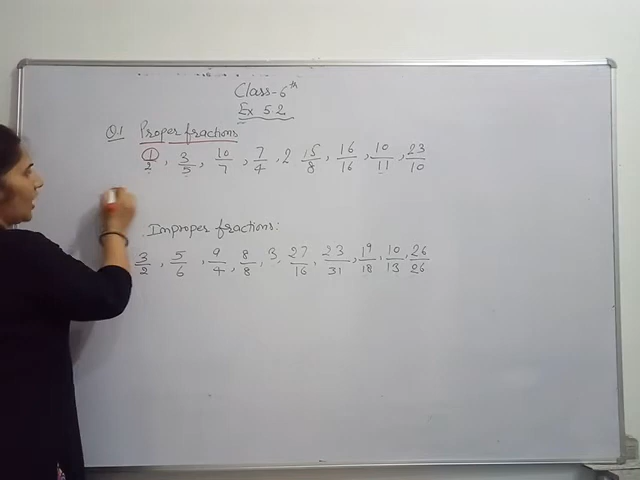 Class-6th
Ex 5.2
Q.1 Proper fractions
1/2, 3/5, 10/7, 7/4, 2 15/8, 16/16, 10/11, 23/10
Improper fractions:
3/2, 5/6, 9/4, 8/8, 3, 27/16, 23/31, 19/18, 10/13, 26/26